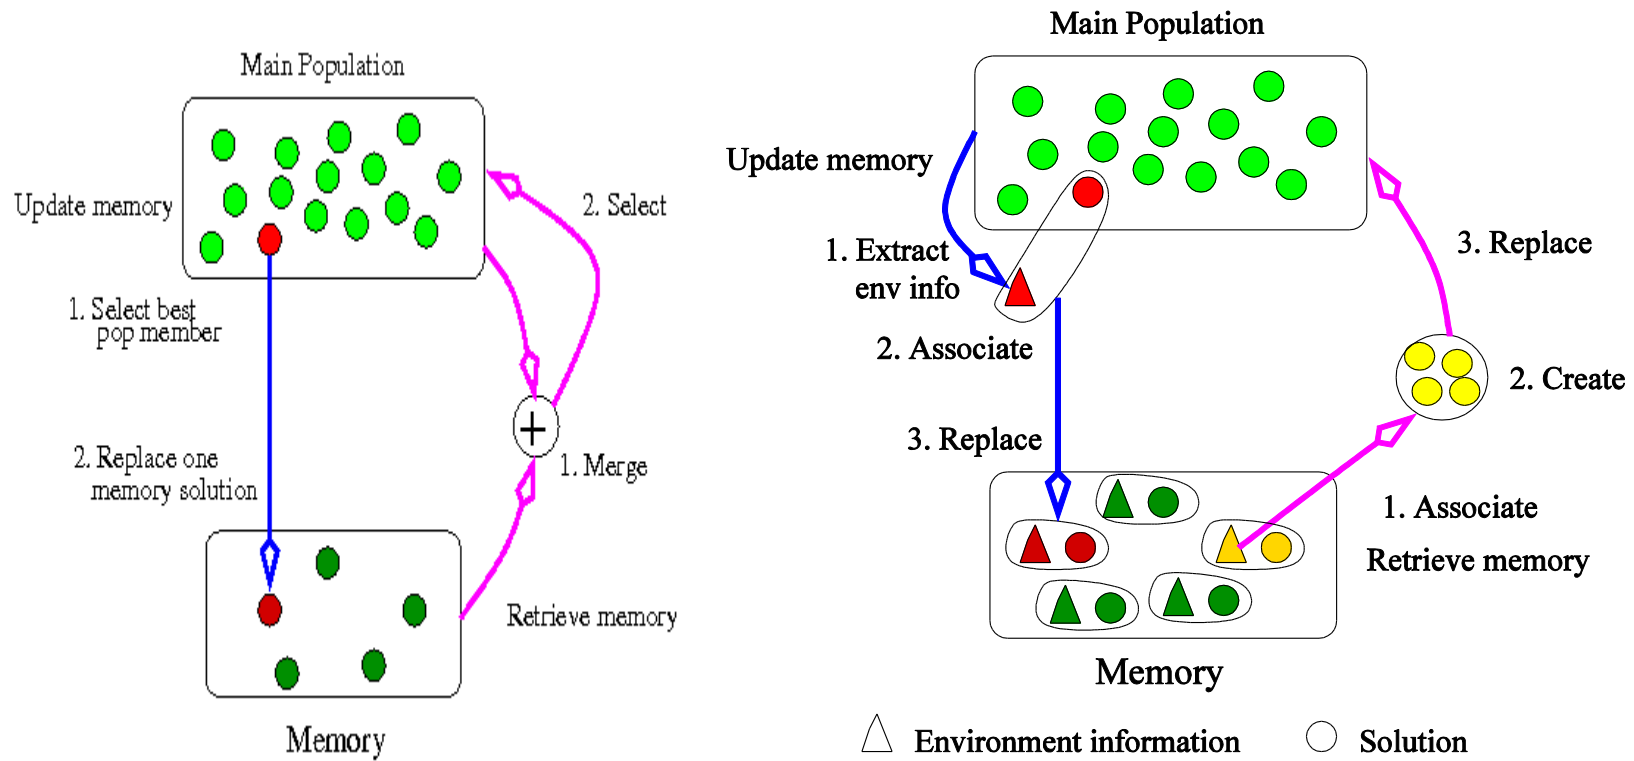 Main Population
Update memory
2. Select
1. Select best
pop member
2. Replace one
memory solution
+
1. Merge
Retrieve memory
Memory
Main Population
Update memory
1. Extract
env info
2. Associate
3. Replace
3. Replace
2. Create
1. Associate
Retrieve memory
Memory
Environment information
Solution